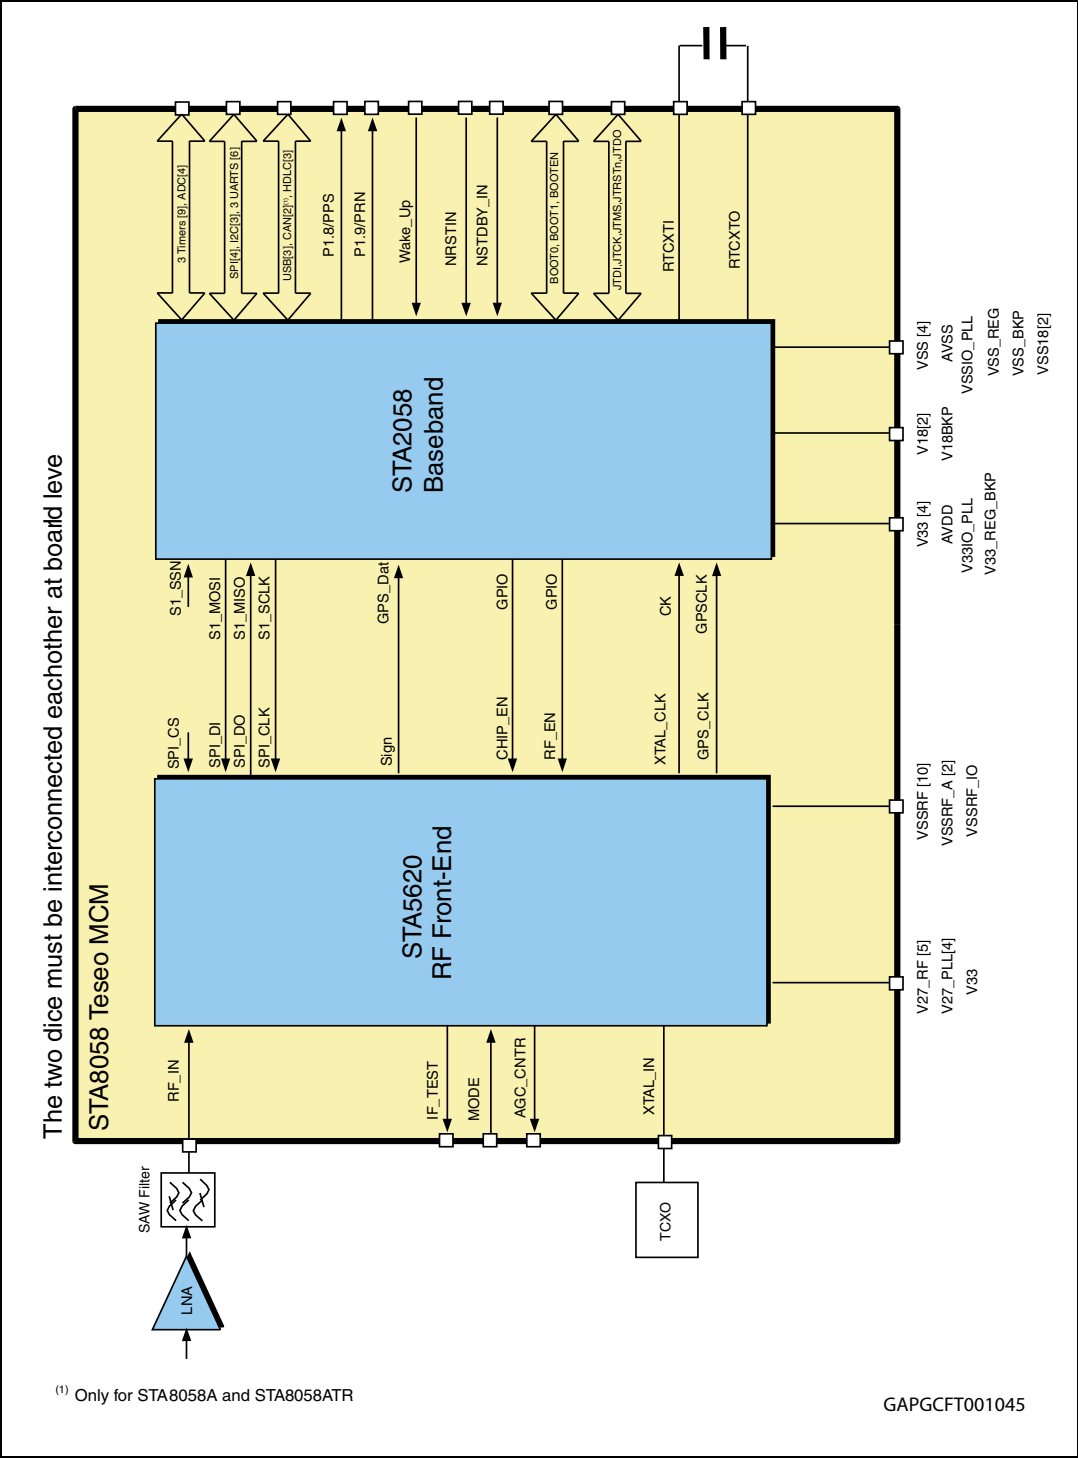 The two dice must be interconnected eachother at board leve
STA8058 Teseo MCM
LNA
SAW Filter
TCXO
RF_IN
IF_TEST
MODE
AGC_CNTR
XTAL_IN
STA5620
RF Front-End
SPI_CS
SPI_DI
SPI_DO
SPI_CLK
Sign
CHIP_EN
RF_EN
XTAL_CLK
GPS_CLK
S1_SSN
S1_MOSI
S1_MISO
S1_SCLK
GPS_Dat
GPIO
GPIO
CK
GPSCLK
STA2058
Baseband
3 Timers [9], ADC[4]
SPI[4], I2C[3], 3 UARTS [6]
USB[3], CAN[2](1), HDLC[3]
P1.8/PPS
P1.9/PRN
Wake_Up
NRSTIN
NSTDBY_IN
BOOT0, BOOT1, BOOTEN
JTDI,JTCK,JTMS,JTRSTn,JTDO
RTCXTI
RTCXTO
V27_RF [5]
V27_PLL[4]
V33
VSSRF [10]
VSSRF_A [2]
VSSRF_IO
V33 [4]
AVDD
V33IO_PLL
V33_REG_BKP
V18[2]
V18BKP
VSS [4]
AVSS
VSSIO_PLL
VSS_REG
VSS_BKP
VSS18[2]
(1) Only for STA8058A and STA8058ATR
GAPGCFT001045